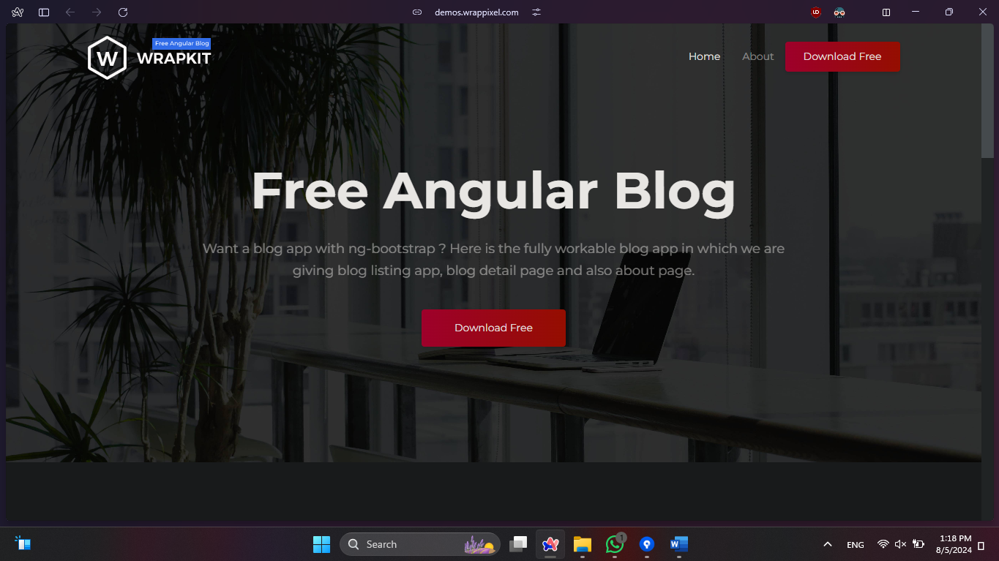 demos.wrappixel.com
UD
Free Angular Blog
W
WRAPKIT
Home
About
Download Free
Free Angular Blog
Want a blog app with ng-bootstrap ? Here is the fully workable blog app in which we are
giving blog listing app, blog detail page and also about page.
Download Free
Search
1
W
ENG
1:18 PM
8/5/2024